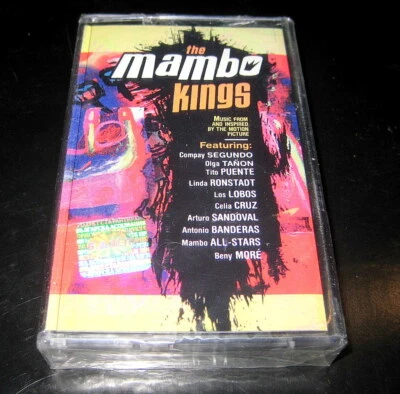 the
mambo
kings
MUSIC FROM
AND INSPIRED
BY THE MOTION
PICTURE
Featuring:
Compay SEGUNDO
Olga TAÑON
Tito PUENTE
Linda RONSTADT
Los LOBOS
Celia CRUZ
Arturo SANDOVAL
Antonio BANDERAS
Mambo ALL-STARS
Beny MORÉ